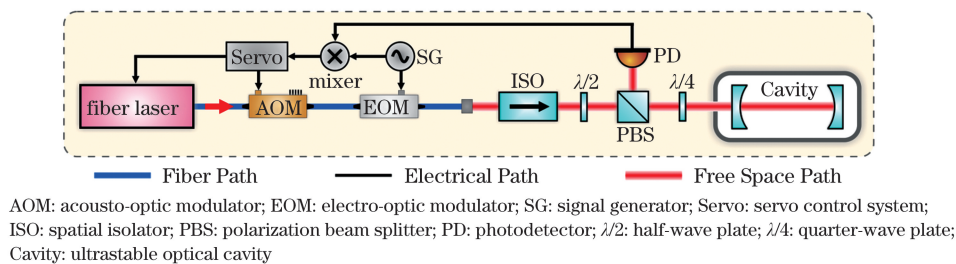 Servo
mixer
SG
PD
fiber laser
AOM
EOM
ISO
λ/2
PBS
λ/4
Cavity
Fiber Path
Electrical Path
Free Space Path
AOM: acousto-optic modulator; EOM: electro-optic modulator; SG: signal generator; Servo: servo control system;
ISO: spatial isolator; PBS: polarization beam splitter; PD: photodetector; λ/2: half-wave plate; λ/4: quarter-wave plate;
Cavity: ultrastable optical cavity